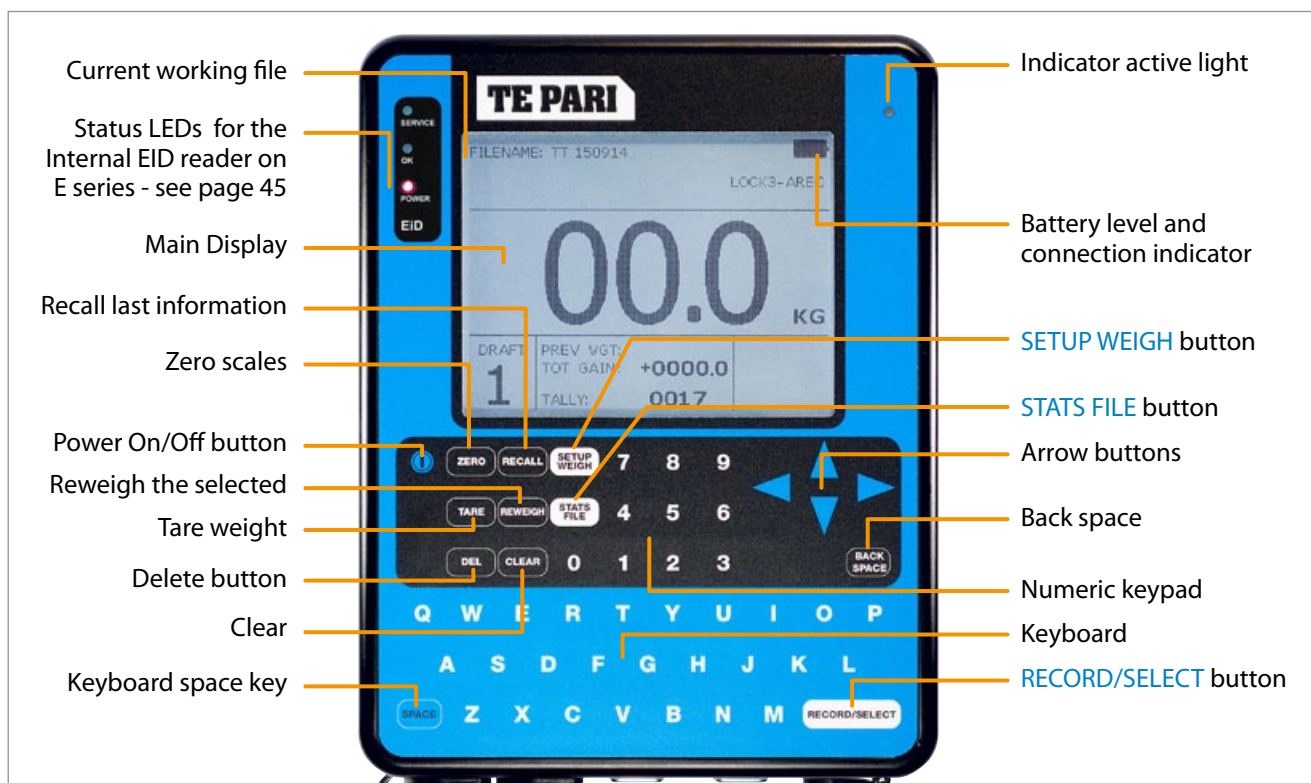 Current working file
Status LEDs for the
Internal EID reader on
E series - see page 45
Main Display
Recall last information
Zero scales
Power On/Off button
Reweigh the selected
Tare weight
Delete button
Clear
Keyboard space key
TE PARI
SERVICE
OK
POWER
EiD
FILENAME: TT 150914
LOCK3-AREC
00.0
KG
DRAFT
1
PREV WGT:
TOT GAIN: +0000.0
TALLY: 0017
ZERO RECALL SETUP WEIGH 7 8 9
TARE REWEIGH STATS FILE 4 5 6
DEL CLEAR 0 1 2 3 BACK SPACE
Q W E R T Y U I O P
A S D F G H J K L
SPACE Z X C V B N M RECORD/SELECT
Indicator active light
Battery level and
connection indicator
SETUP WEIGH button
STATS FILE button
Arrow buttons
Back space
Numeric keypad
Keyboard
RECORD/SELECT button